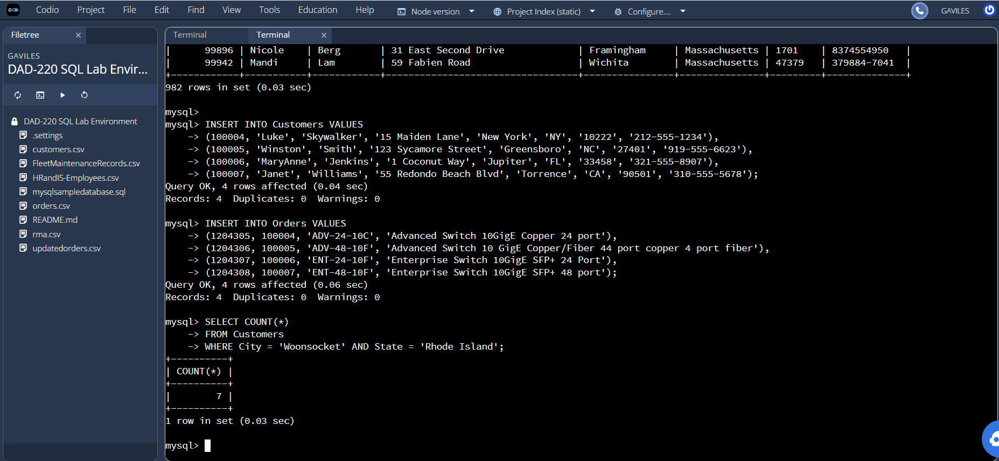 Codio Project File Edit Find View Tools Education Help Node version Project Index (static) Configure.... GAVILES
Filetree ×
GAVILES
DAD-220 SQL Lab Envir...
DAD-220 SQL Lab Environment
.settings
customers.csv
FleetMaintenanceRecords.csv
HRandIS-Employees.csv
mysqlsampledatabase.sql
orders.csv
README.md
rma.csv
updatedorders.csv
Terminal Terminal ×
| 99896 | Nicole | Berg | 31 East Second Drive | Framingham | Massachusetts | 1701 | 8374554950 |
| 99942 | Mandi | Lam | 59 Fabien Road | Wichita | Massachusetts | 47379 | 379884-7041 |
+------------+-----------+------------+----------------------------------+----------------+---------------+---------+--------------+
982 rows in set (0.03 sec)
mysql>
mysql> INSERT INTO Customers VALUES
-> (100004, 'Luke', 'Skywalker', '15 Maiden Lane', 'New York', 'NY', '10222', '212-555-1234'),
-> (100005, 'Winston', 'Smith', '123 Sycamore Street', 'Greensboro', 'NC', '27401', '919-555-6623'),
-> (100006, 'MaryAnne', 'Jenkins', '1 Coconut Way', 'Jupiter', 'FL', '33458', '321-555-8907'),
-> (100007, 'Janet', 'Williams', '55 Redondo Beach Blvd', 'Torrence', 'CA', '90501', '310-555-5678');
Query OK, 4 rows affected (0.04 sec)
Records: 4 Duplicates: 0 Warnings: 0
mysql> INSERT INTO Orders VALUES
-> (1204305, 100004, 'ADV-24-10C', 'Advanced Switch 10GigE Copper 24 port'),
-> (1204306, 100005, 'ADV-48-10F', 'Advanced Switch 10 GigE Copper/Fiber 44 port copper 4 port fiber'),
-> (1204307, 100006, 'ENT-24-10F', 'Enterprise Switch 10GigE SFP+ 24 Port'),
-> (1204308, 100007, 'ENT-48-10F', 'Enterprise Switch 10GigE SFP+ 48 port');
Query OK, 4 rows affected (0.06 sec)
Records: 4 Duplicates: 0 Warnings: 0
mysql> SELECT COUNT(*)
-> FROM Customers
-> WHERE City = 'Woonsocket' AND State = 'Rhode Island';
+----------+
| COUNT(*) |
+----------+
| 7 |
+----------+
1 row in set (0.03 sec)
mysql>